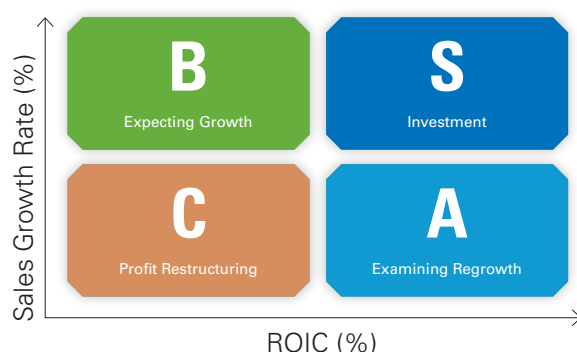 Sales Growth Rate (%)
B
Expecting Growth
S
Investment
C
Profit Restructuring
A
Examining Regrowth
ROIC (%)